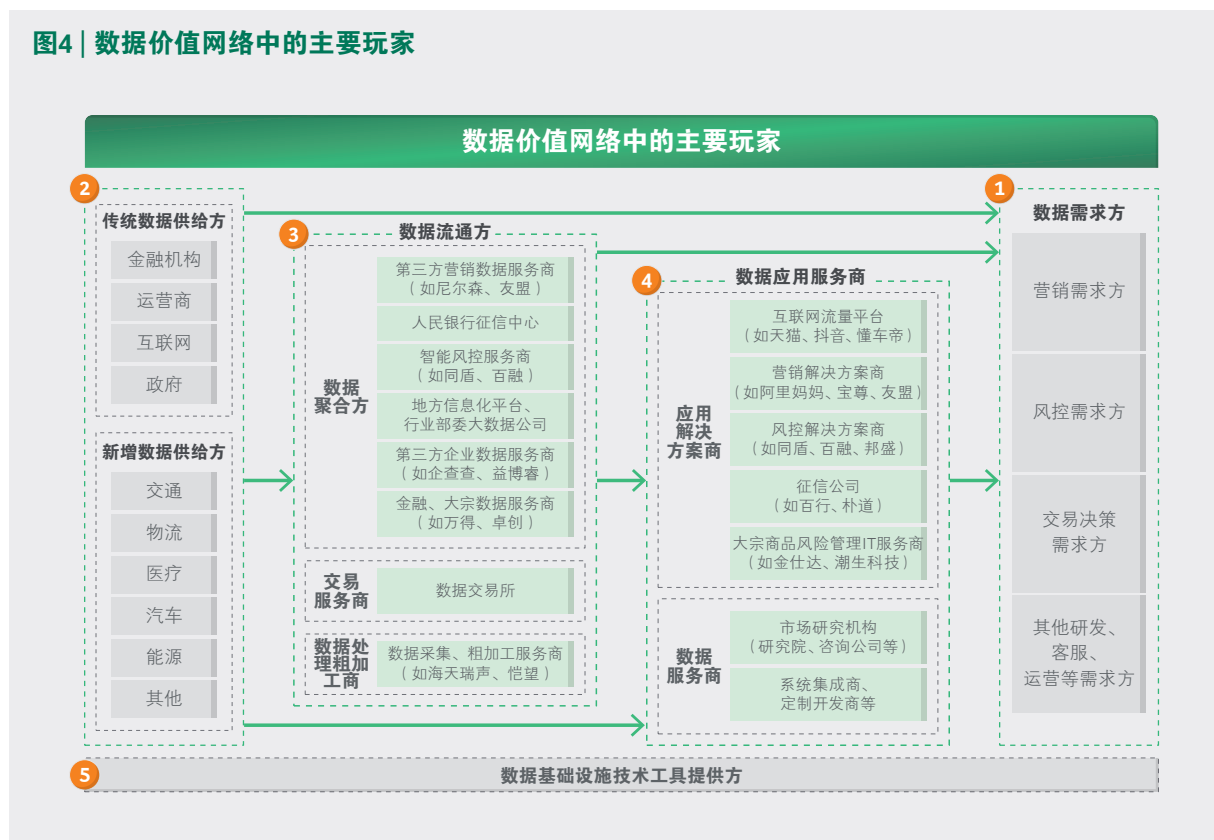 图4 | 数据价值网络中的主要玩家
数据价值网络中的主要玩家
2
传统数据供给方
金融机构
运营商
互联网
政府
新增数据供给方
交通
物流
医疗
汽车
能源
其他
3
数据流通方
数据
聚合方
第三方营销数据服务商
（如尼尔森、友盟）
人民银行征信中心
智能风控服务商
（如同盾、百融）
地方信息化平台、
行业部委大数据公司
第三方企业数据服务商
（如企查查、益博睿）
金融、大宗数据服务商
（如万得、卓创）
交易
服务商
数据交易所
数据处
理粗加
工商
数据采集、粗加工服务商
（如海天瑞声、恺望）
4
数据应用服务商
应用
解决
方案商
互联网流量平台
（如天猫、抖音、懂车帝）
营销解决方案商
（如阿里妈妈、宝尊、友盟）
风控解决方案商
（如同盾、百融、邦盛）
征信公司
（如百行、朴道）
大宗商品风险管理IT服务商
（如金仕达、潮生科技）
数据
服务商
市场研究机构
（研究院、咨询公司等）
系统集成商、
定制开发商等
1
数据需求方
营销需求方
风控需求方
交易决策
需求方
其他研发、
客服、
运营等需求方
5
数据基础设施技术工具提供方